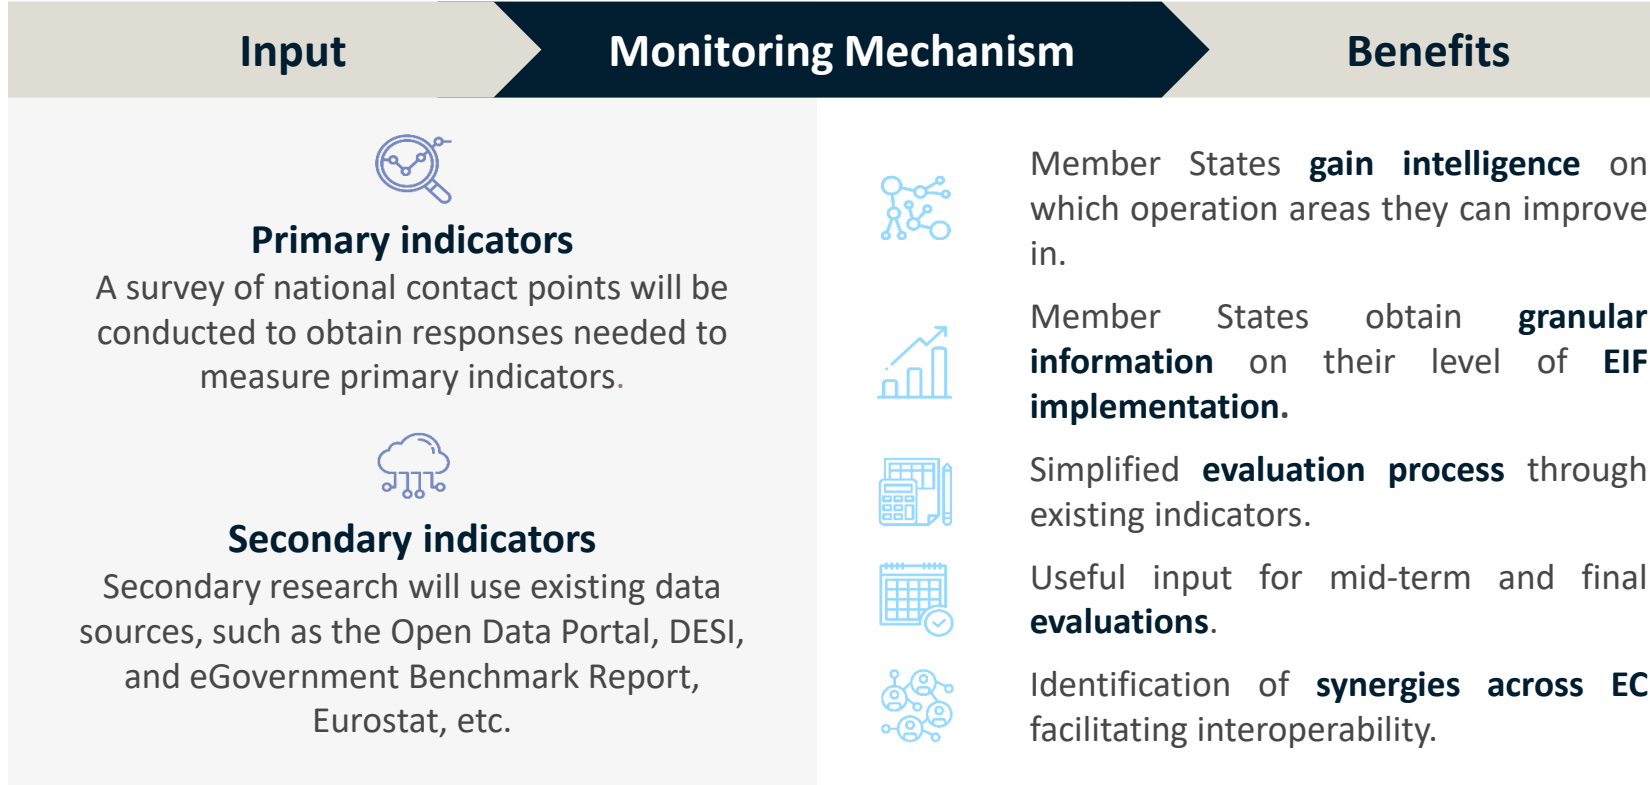 Input
Monitoring Mechanism
Benefits
Primary indicators
A survey of national contact points will be
conducted to obtain responses needed to
measure primary indicators.
Secondary indicators
Secondary research will use existing data
sources, such as the Open Data Portal, DESI,
and eGovernment Benchmark Report,
Eurostat, etc.
Member States gain intelligence on
which operation areas they can improve
in.
Member States obtain granular
information on their level of EIF
implementation.
Simplified evaluation process through
existing indicators.
Useful input for mid-term and final
evaluations.
Identification of synergies across EC
facilitating interoperability.